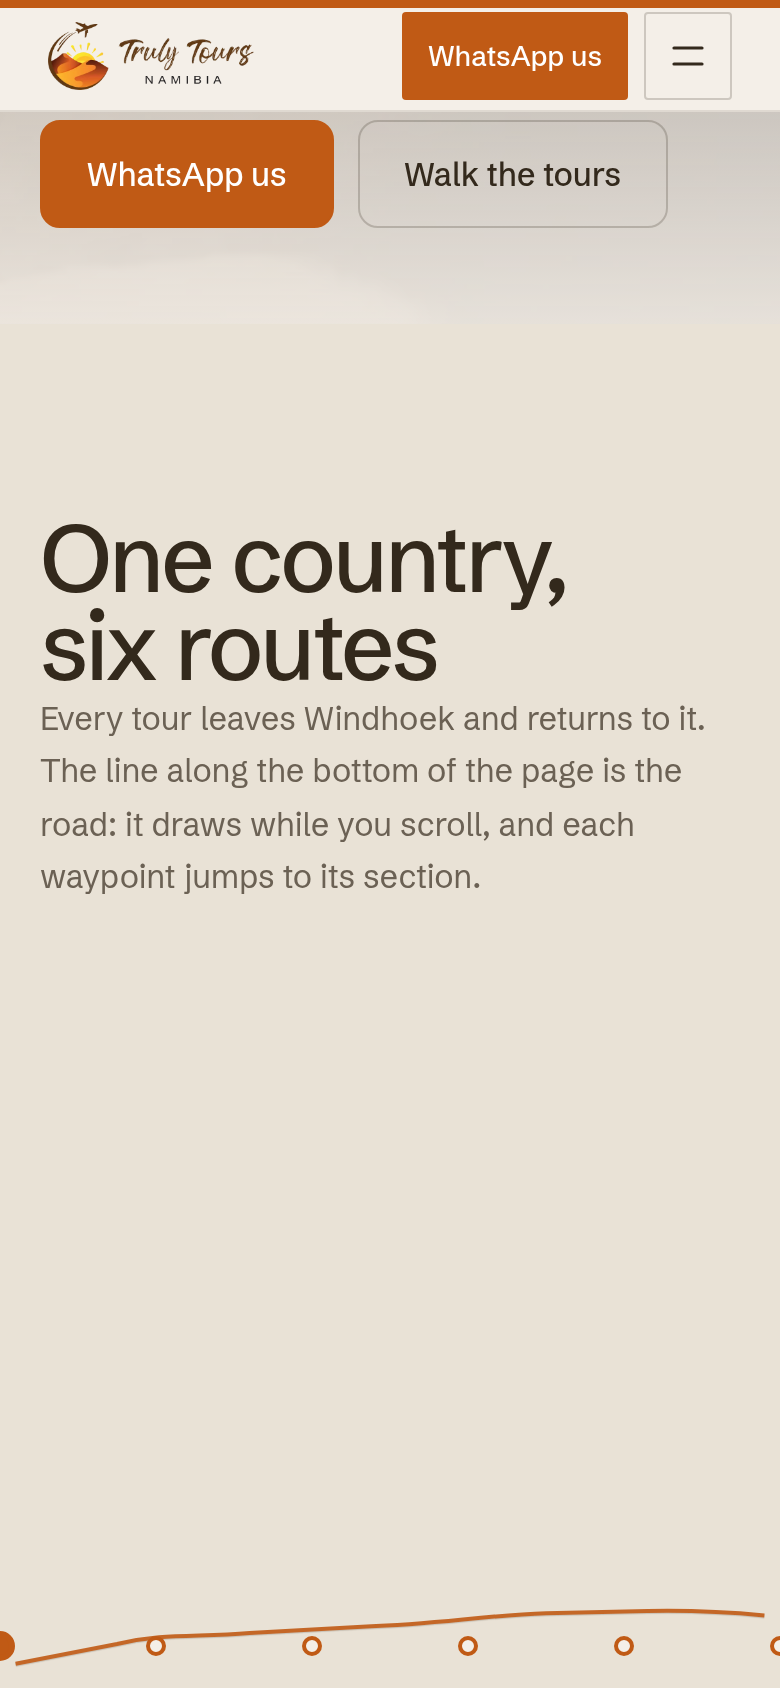 Truly Tours
NAMIBIA
WhatsApp us
WhatsApp us
Walk the tours
One country,
six routes
Every tour leaves Windhoek and returns to it.
The line along the bottom of the page is the
road: it draws while you scroll, and each
waypoint jumps to its section.